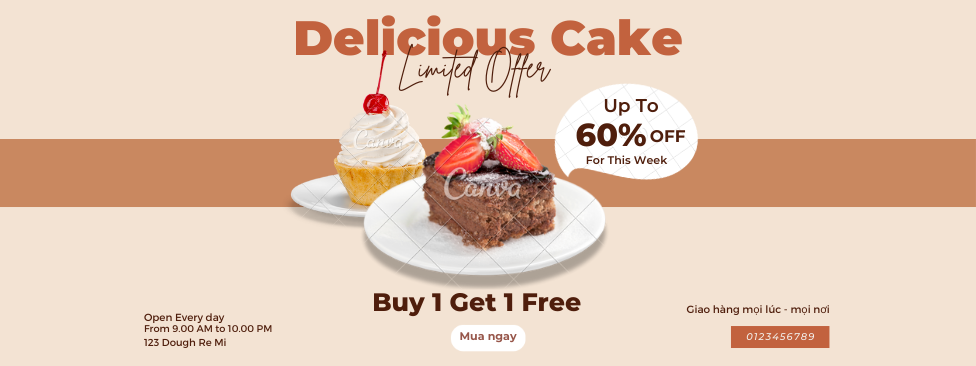 Delicious Cake
Limited Offer
Up To
60% OFF
For This Week
Canva
Canva
Buy 1 Get 1 Free
Mua ngay
Open Every day
From 9.00 AM to 10.00 PM
123 Dough Re Mi
Giao hàng mọi lúc - mọi nơi
0123456789